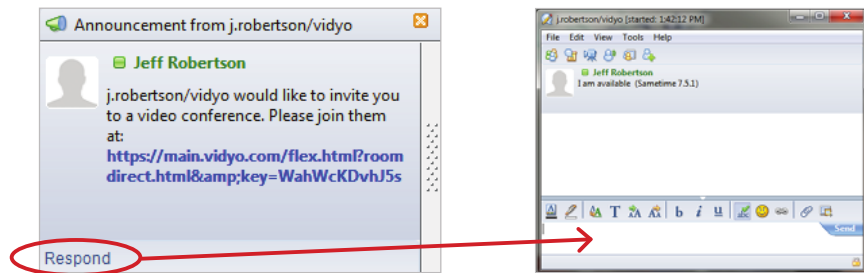 Announcement from j.robertson/vidyo
Jeff Robertson
j.robertson/vidyo would like to invite you
to a video conference. Please join them
at:
https://main.vidyo.com/flex.html?room
direct.html&amp;key=WahWcKDvhJ5s
Respond
j.robertson/vidyo [started: 1:42:12 PM]
File Edit View Tools Help
Jeff Robertson
I am available (Sametime 7.5.1)
A T AA b i u
Send